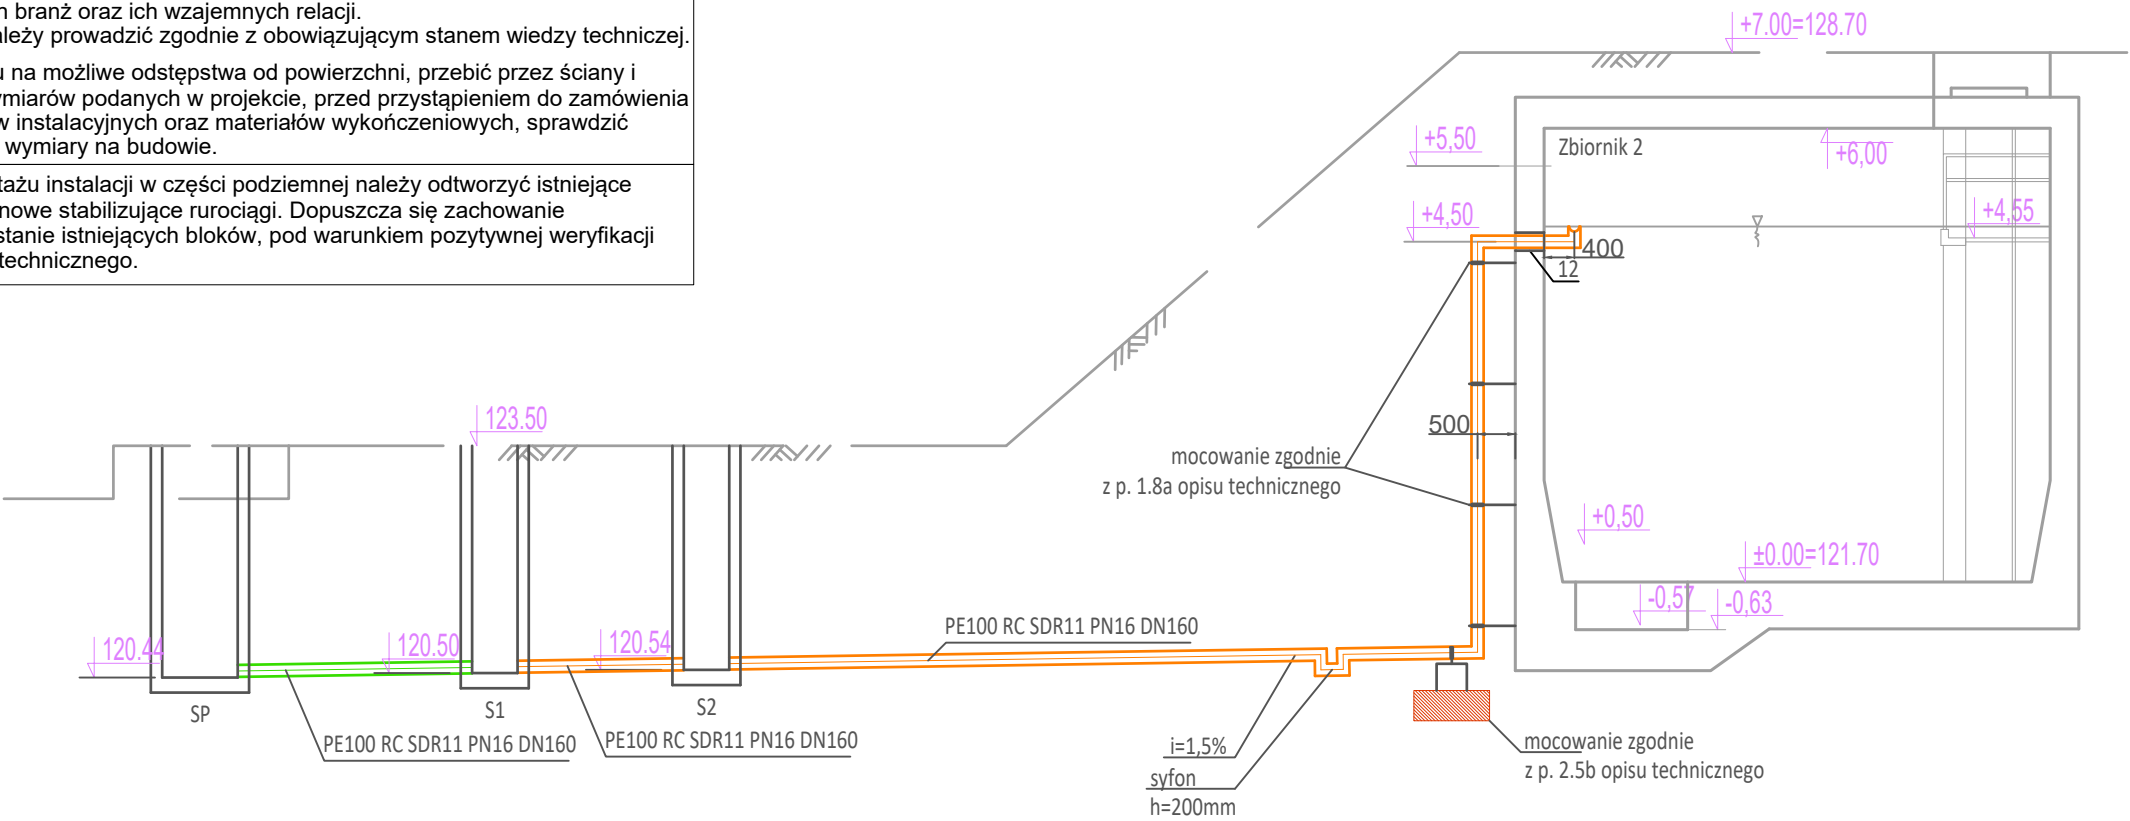 h branż oraz ich wzajemnych relacji.
ależy prowadzić zgodnie z obowiązującym stanem wiedzy techniczej.
u na możliwe odstępstwa od powierzchni, przebić przez ściany i
ymiarów podanych w projekcie, przed przystąpieniem do zamówienia
w instalacyjnych oraz materiałów wykończeniowych, sprawdzić
wymiary na budowie.
tażu instalacji w części podziemnej należy odtworzyć istniejące
nowe stabilizujące rurociągi. Dopuszcza się zachowanie
stanie istniejących bloków, pod warunkiem pozytywnej weryfikacji
technicznego.
+7.00=128.70
+5,50
Zbiornik 2
+6,00
+4,50
+4,55
400
12
123.50
500
mocowanie zgodnie
z p. 1.8a opisu technicznego
+0,50
±0.00=121.70
-0,57
-0,63
120.44
120.50
120.54
PE100 RC SDR11 PN16 DN160
SP
S1
S2
PE100 RC SDR11 PN16 DN160
PE100 RC SDR11 PN16 DN160
i=1,5%
syfon
h=200mm
mocowanie zgodnie
z p. 2.5b opisu technicznego